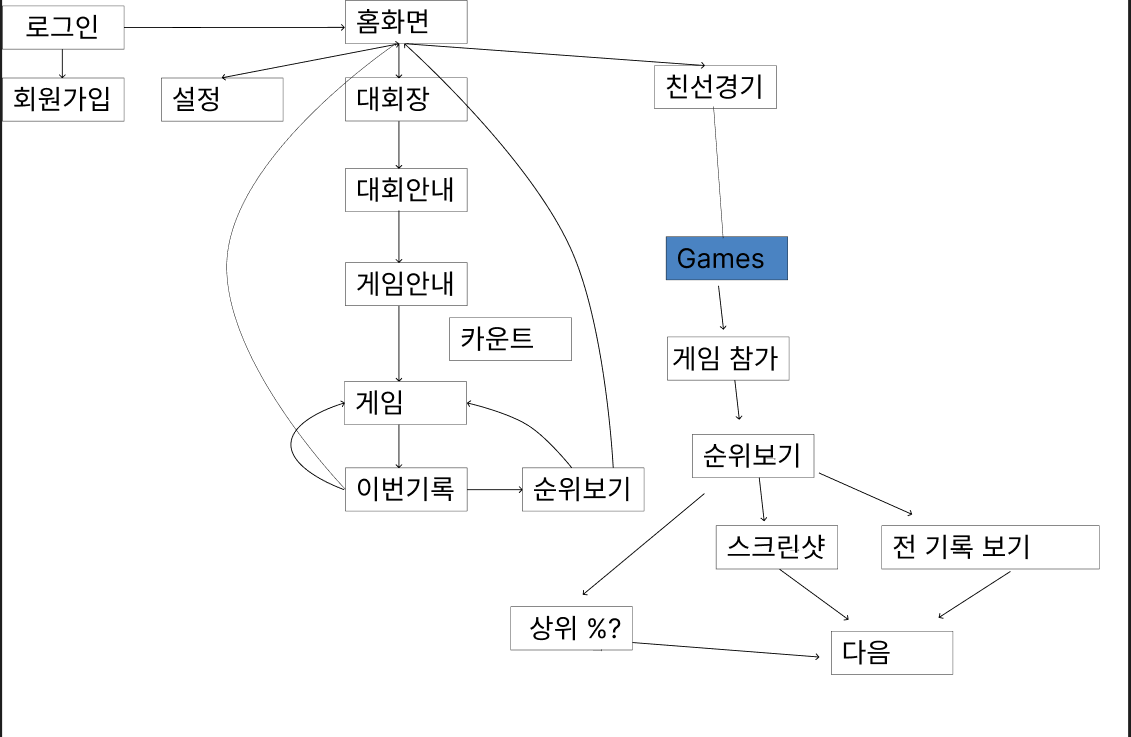 로그인
홈화면
회원가입
설정
대회장
친선경기
대회안내
게임안내
Games
카운트
게임 참가
게임
순위보기
이번기록
순위보기
스크린샷
전 기록 보기
상위 %?
다음